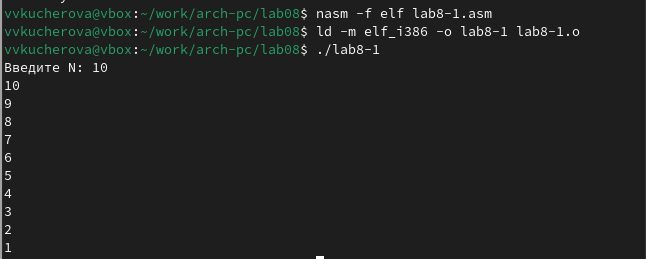 vvkucherova@vbox:~/work/arch-pc/lab08$ nasm -f elf lab8-1.asm
vvkucherova@vbox:~/work/arch-pc/lab08$ ld -m elf_i386 -o lab8-1 lab8-1.o
vvkucherova@vbox:~/work/arch-pc/lab08$ ./lab8-1
Введите N: 10
10
9
8
7
6
5
4
3
2
1